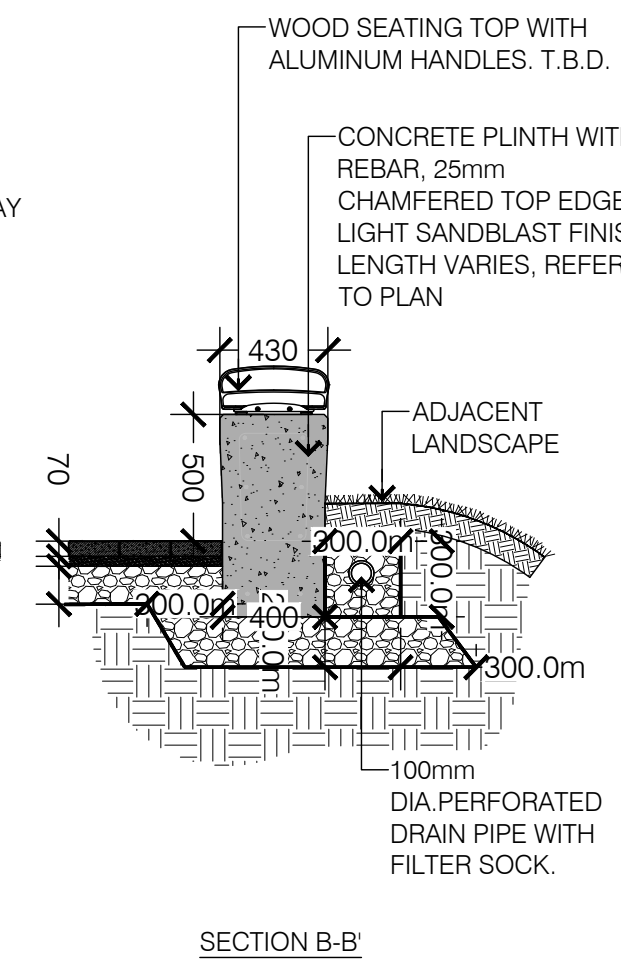 WOOD SEATING TOP WITH
ALUMINUM HANDLES. T.B.D.
CONCRETE PLINTH WITH
REBAR, 25mm
CHAMFERED TOP EDGE
LIGHT SANDBLAST FINIS
LENGTH VARIES, REFER
TO PLAN
AY
430
ADJACENT
LANDSCAPE
70
500
300.0m
300.0m
400
300.0m
100mm
DIA.PERFORATED
DRAIN PIPE WITH
FILTER SOCK.
SECTION B-B'